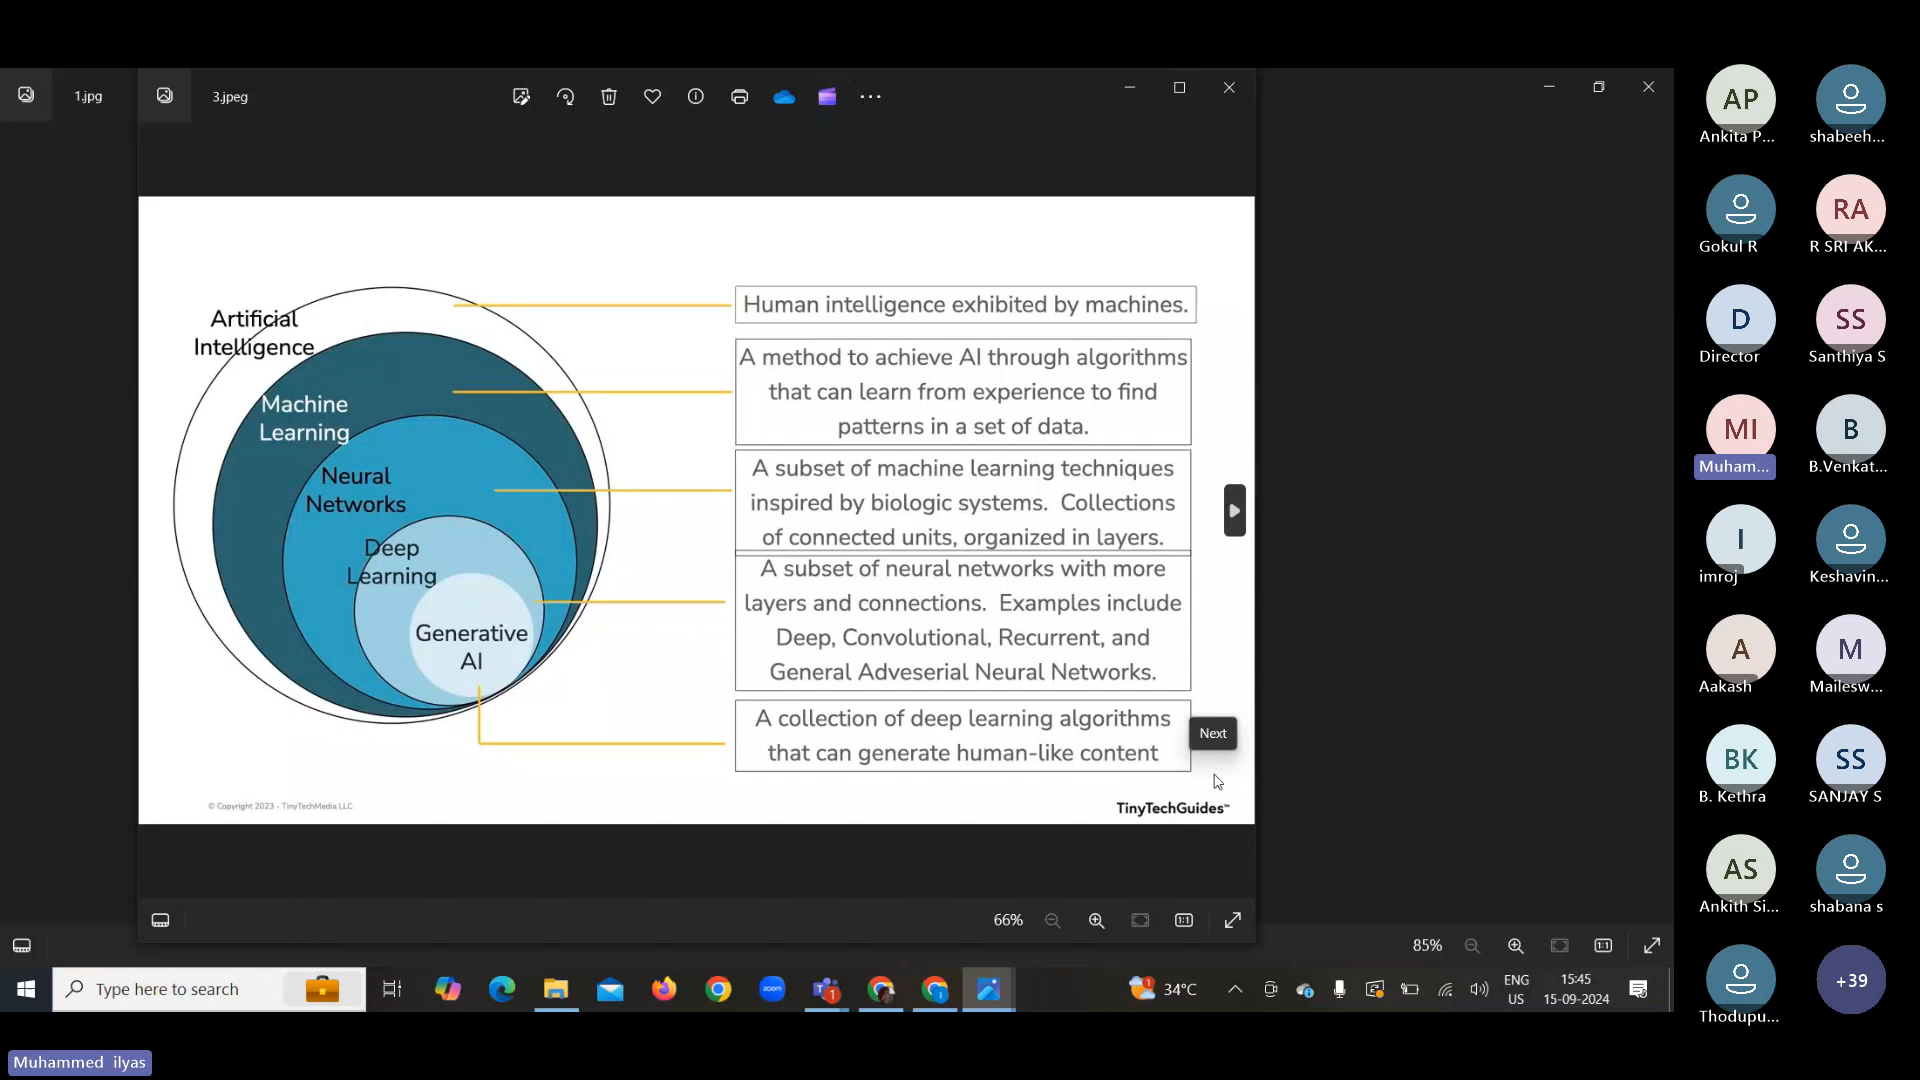 1.jpg
3.jpeg
Artificial
Intelligence
Machine
Learning
Neural
Networks
Deep
Learning
Generative
AI
Human intelligence exhibited by machines.
A method to achieve AI through algorithms
that can learn from experience to find
patterns in a set of data.
A subset of machine learning techniques
inspired by biologic systems. Collections
of connected units, organized in layers.
A subset of neural networks with more
layers and connections. Examples include
Deep, Convolutional, Recurrent, and
General Adveserial Neural Networks.
A collection of deep learning algorithms
that can generate human-like content
Next
© Copyright 2023 - TinyTechMedia LLC
TinyTechGuides™
66%
85%
Type here to search
zoom
1
1
34°C
ENG
US
15:45
15-09-2024
AP
Ankita P...
shabeeh...
Gokul R
RA
R SRI AK...
D
Director
SS
Santhiya S
MI
Muham...
B
B.Venkat...
I
imroj
Keshavin...
A
Aakash
M
Mailesw...
BK
B. Kethra
SS
SANJAY S
AS
Ankith Si...
shabana s
Thodupu...
+39
Muhammed ilyas